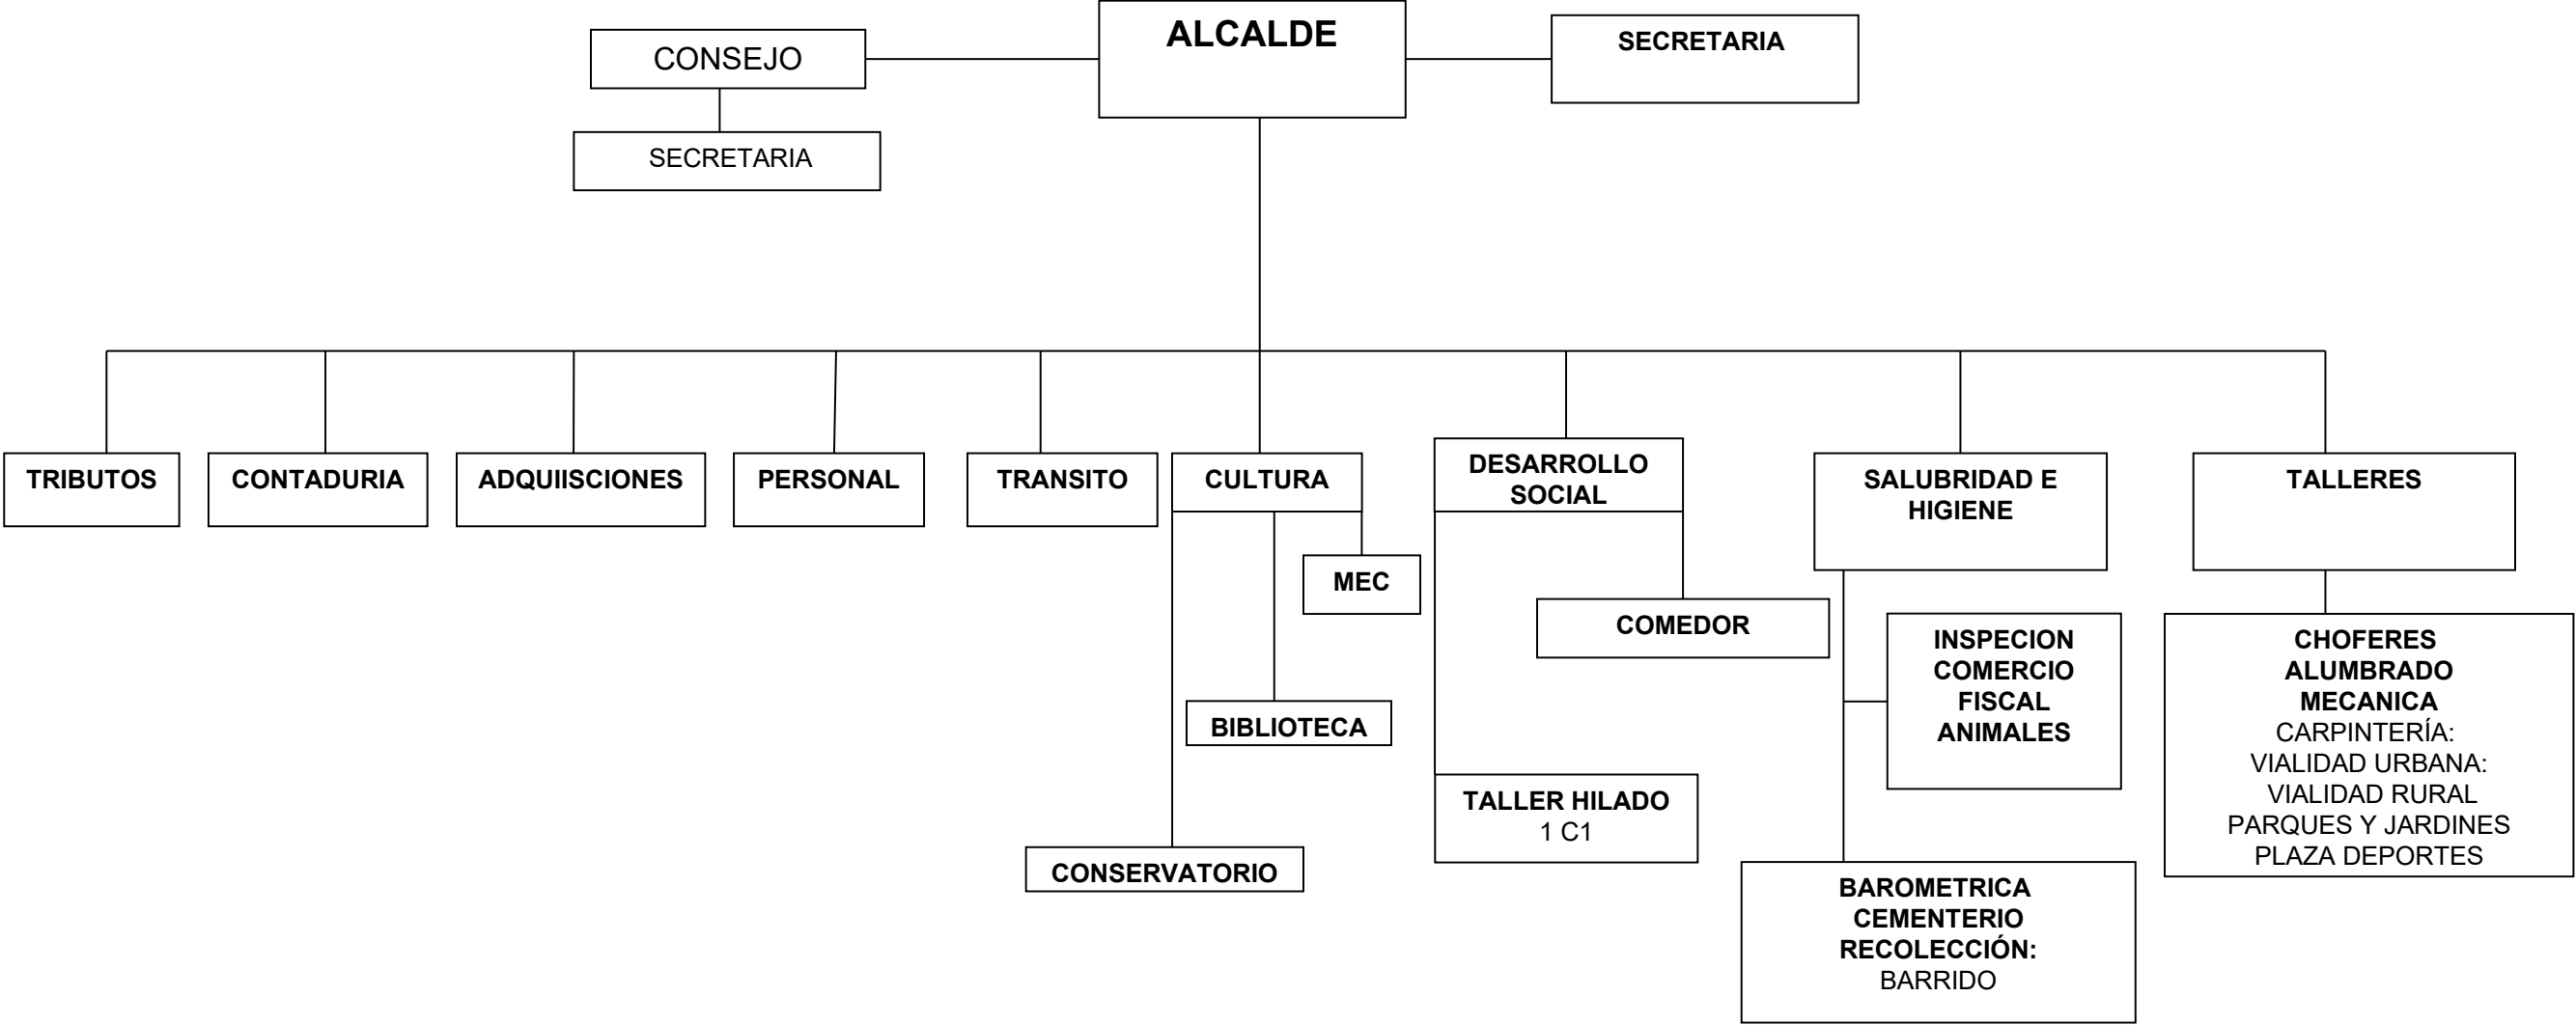 ALCALDE
CONSEJO
SECRETARIA
SECRETARIA
TRIBUTOS
CONTADURIA
ADQUIISCIONES
PERSONAL
TRANSITO
CULTURA
DESARROLLO
SOCIAL
SALUBRIDAD E
HIGIENE
TALLERES
MEC
BIBLIOTECA
CONSERVATORIO
COMEDOR
TALLER HILADO
1 C1
INSPECION
COMERCIO
FISCAL
ANIMALES
BAROMETRICA
CEMENTERIO
RECOLECCIÓN:
BARRIDO
CHOFERES
ALUMBRADO
MECANICA
CARPINTERÍA:
VIALIDAD URBANA:
VIALIDAD RURAL
PARQUES Y JARDINES
PLAZA DEPORTES